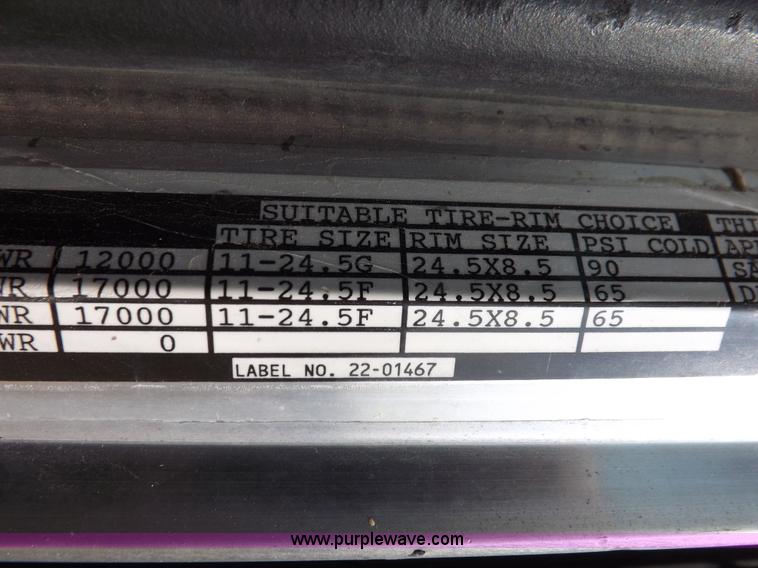 SUITABLE TIRE-RIM CHOICE THI
TIRE SIZE RIM SIZE PSI COLD
WR 12000 11-24.5G 24.5X8.5 90 SA
WR 17000 11-24.5F 24.5X8.5 65
WR 17000 11-24.5F 24.5X8.5 65
WR 0
LABEL NO. 22-01467
www.purplewave.com